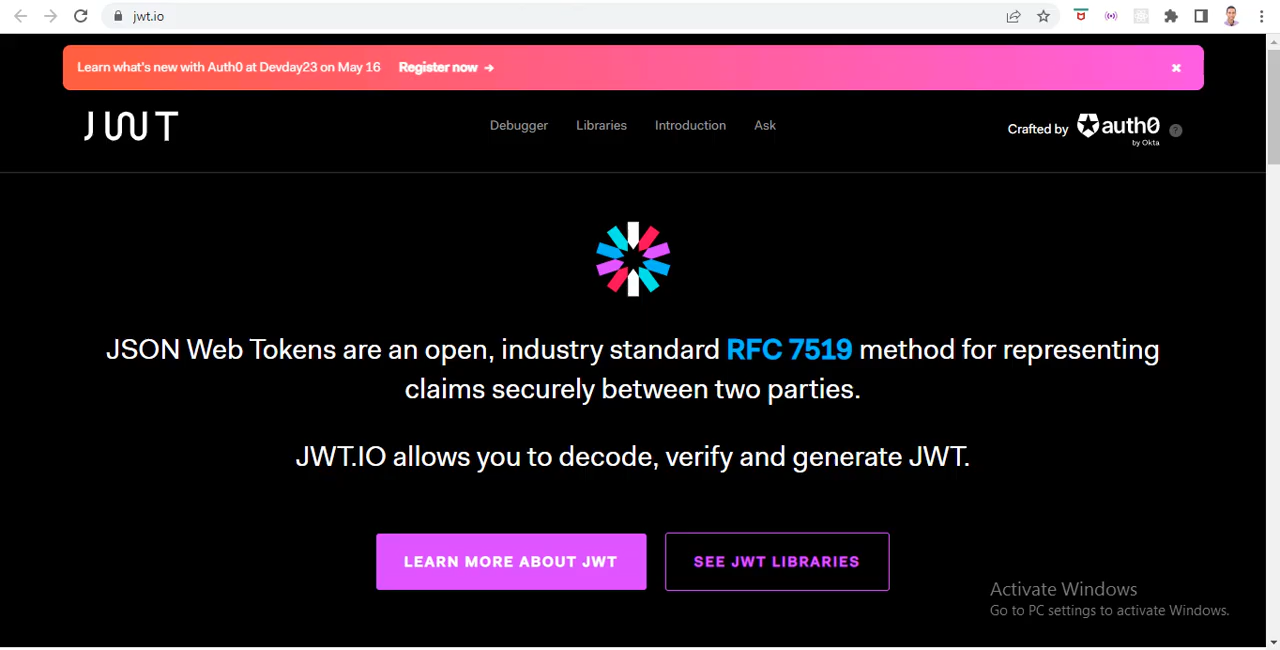 jwt.io
Learn what's new with Auth0 at Devday23 on May 16 Register now → ×
JWT
Debugger Libraries Introduction Ask
Crafted by auth0 ?
by Okta
JSON Web Tokens are an open, industry standard RFC 7519 method for representing
claims securely between two parties.
JWT.IO allows you to decode, verify and generate JWT.
LEARN MORE ABOUT JWT
SEE JWT LIBRARIES
Activate Windows
Go to PC settings to activate Windows.